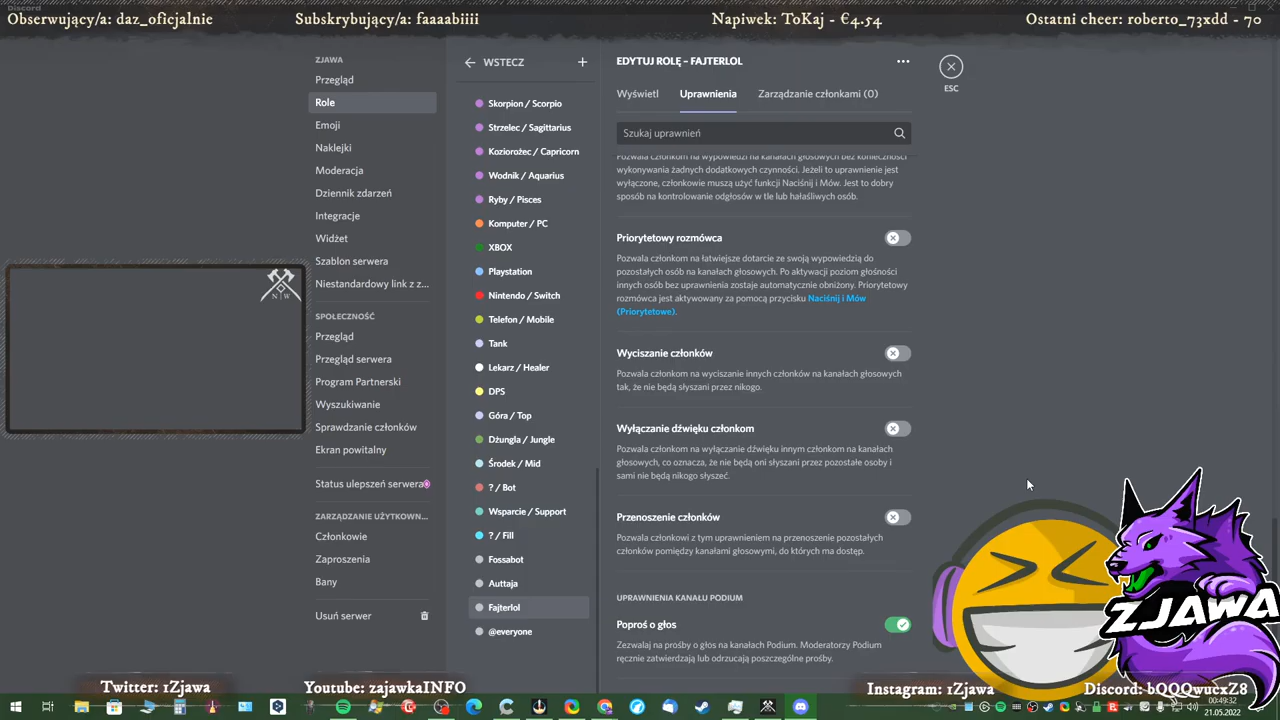 Discord
Obserwujący/a: daz_oficjalnie
Subskrybujący/a: faaaabiiii
Napiwek: ToKaj - €4.54
Ostatni cheer: roberto_73xdd - 70
ZJAWA
Przegląd
Role
Emoji
Naklejki
Moderacja
Dziennik zdarzeń
Integracje
Widżet
Szablon serwera
Niestandardowy link z z...
SPOŁECZNOŚĆ
Przegląd
Przegląd serwera
Program Partnerski
Wyszukiwanie
Sprawdzanie członków
Ekran powitalny
Status ulepszeń serwera
ZARZĄDZANIE UŻYTKOWN...
Członkowie
Zaproszenia
Bany
Usuń serwer
N W
WSTECZ
Skorpion / Scorpio
Strzelec / Sagittarius
Koziorożec / Capricorn
Wodnik / Aquarius
Ryby / Pisces
Komputer / PC
XBOX
Playstation
Nintendo / Switch
Telefon / Mobile
Tank
Lekarz / Healer
DPS
Góra / Top
Dżungla / Jungle
Środek / Mid
? / Bot
Wsparcie / Support
? / Fill
Fossabot
Auttaja
Fajterlol
@everyone
EDYTUJ ROLĘ – FAJTERLOL
ESC
Wyświetl
Uprawnienia
Zarządzanie członkami (0)
Szukaj uprawnień
Pozwala członkom na wypowiedzi na kanałach głosowych bez konieczności
wykonywania żadnych dodatkowych czynności. Jeżeli to uprawnienie jest
wyłączone, członkowie muszą użyć funkcji Naciśnij i Mów. Jest to dobry
sposób na kontrolowanie odgłosów w tle lub hałaśliwych osób.
Priorytetowy rozmówca
Pozwala członkom na łatwiejsze dotarcie ze swoją wypowiedzią do
pozostałych osób na kanałach głosowych. Po aktywacji poziom głośności
innych osób bez uprawnienia zostaje automatycznie obniżony. Priorytetowy
rozmówca jest aktywowany za pomocą przycisku Naciśnij i Mów
(Priorytetowe).
Wyciszanie członków
Pozwala członkom na wyciszanie innych członków na kanałach głosowych
tak, że nie będą słyszani przez nikogo.
Wyłączanie dźwięku członkom
Pozwala członkom na wyłączanie dźwięku innym członkom na kanałach
głosowych, co oznacza, że nie będą oni słyszani przez pozostałe osoby i
sami nie będą nikogo słyszeć.
Przenoszenie członków
Pozwala członkowi z tym uprawnieniem na przenoszenie pozostałych
członków pomiędzy kanałami głosowymi, do których ma dostęp.
UPRAWNIENIA KANAŁU PODIUM
Poproś o głos
Zezwalaj na prośby o głos na kanałach Podium. Moderatorzy Podium
ręcznie zatwierdzają lub odrzucają poszczególne prośby.
ZJAWA
Twitter: 1Zjawa
Youtube: zajawkaINFO
Instagram: 1Zjawa
Discord: bQQQwucxZ8
00:49:32
21.05.2022